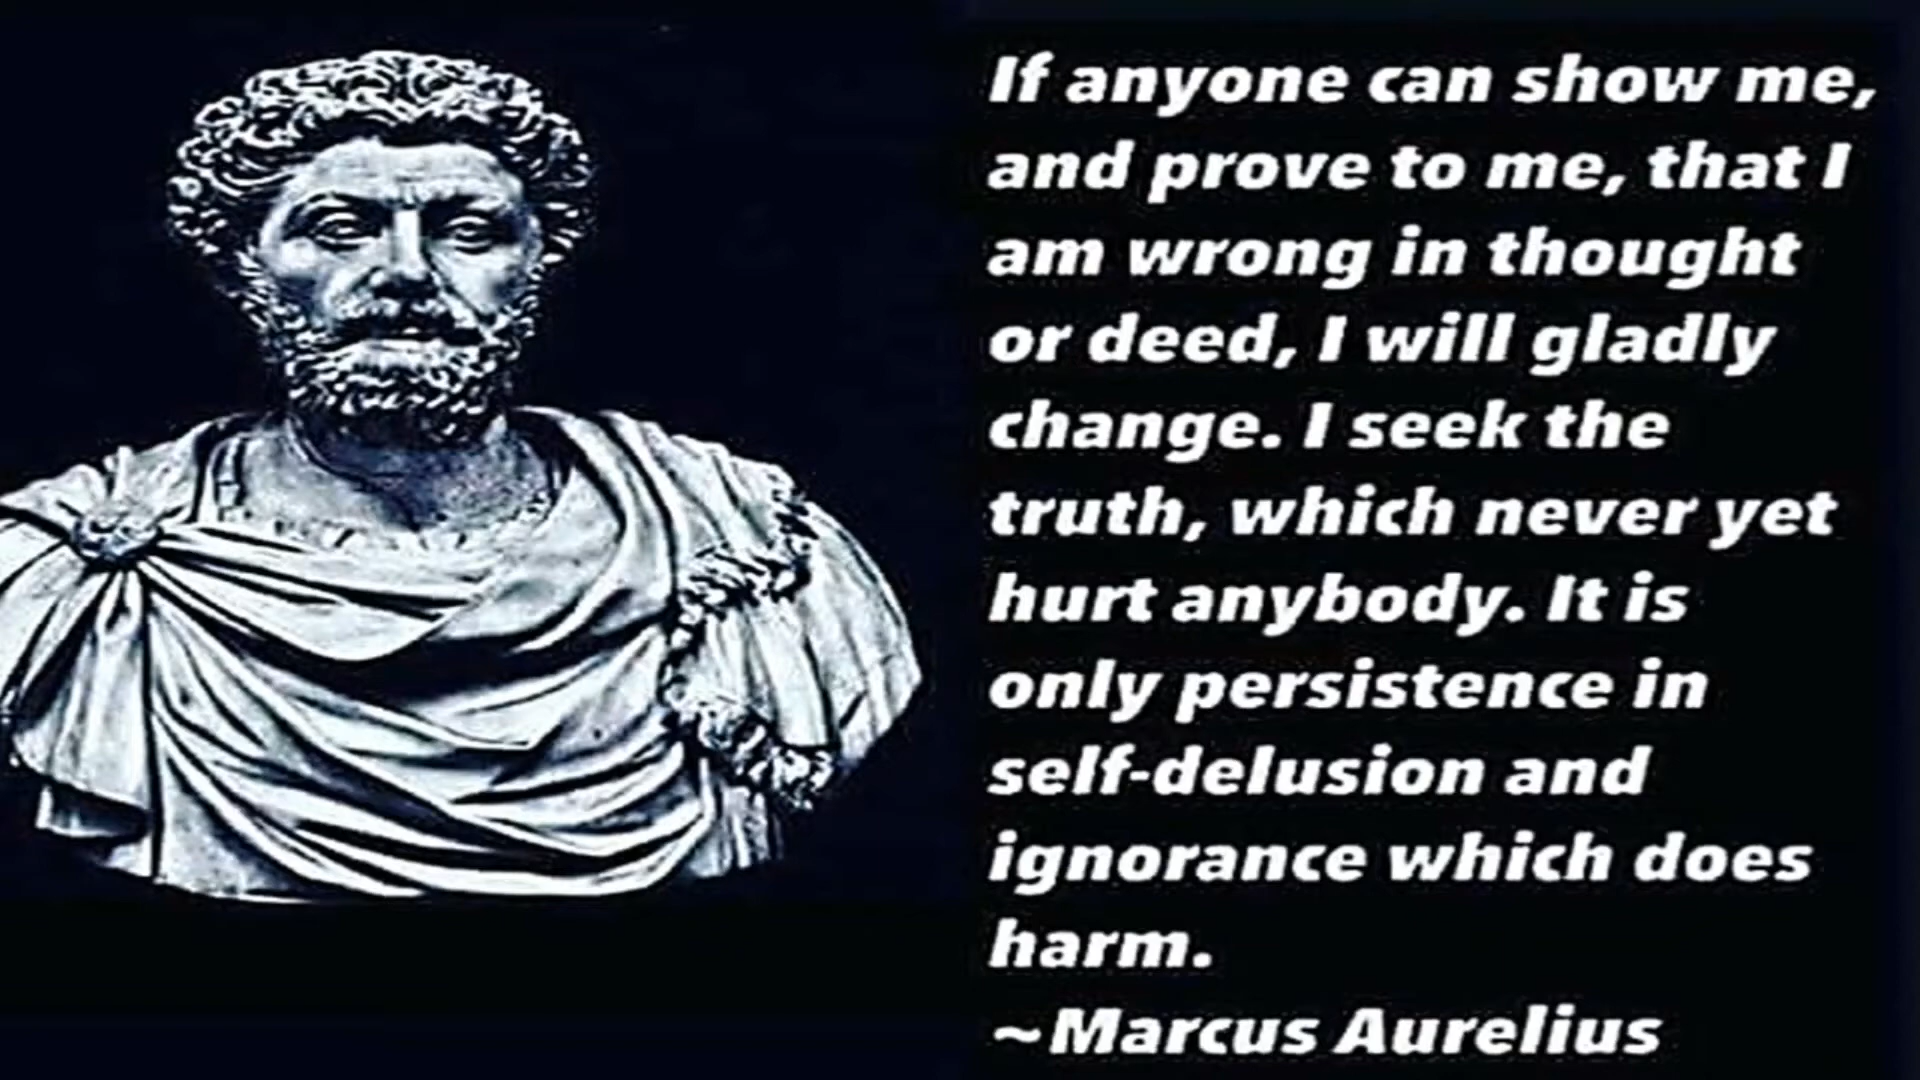 If anyone can show me,
and prove to me, that I
am wrong in thought
or deed, I will gladly
change. I seek the
truth, which never yet
hurt anybody. It is
only persistence in
self-delusion and
ignorance which does
harm.
~Marcus Aurelius